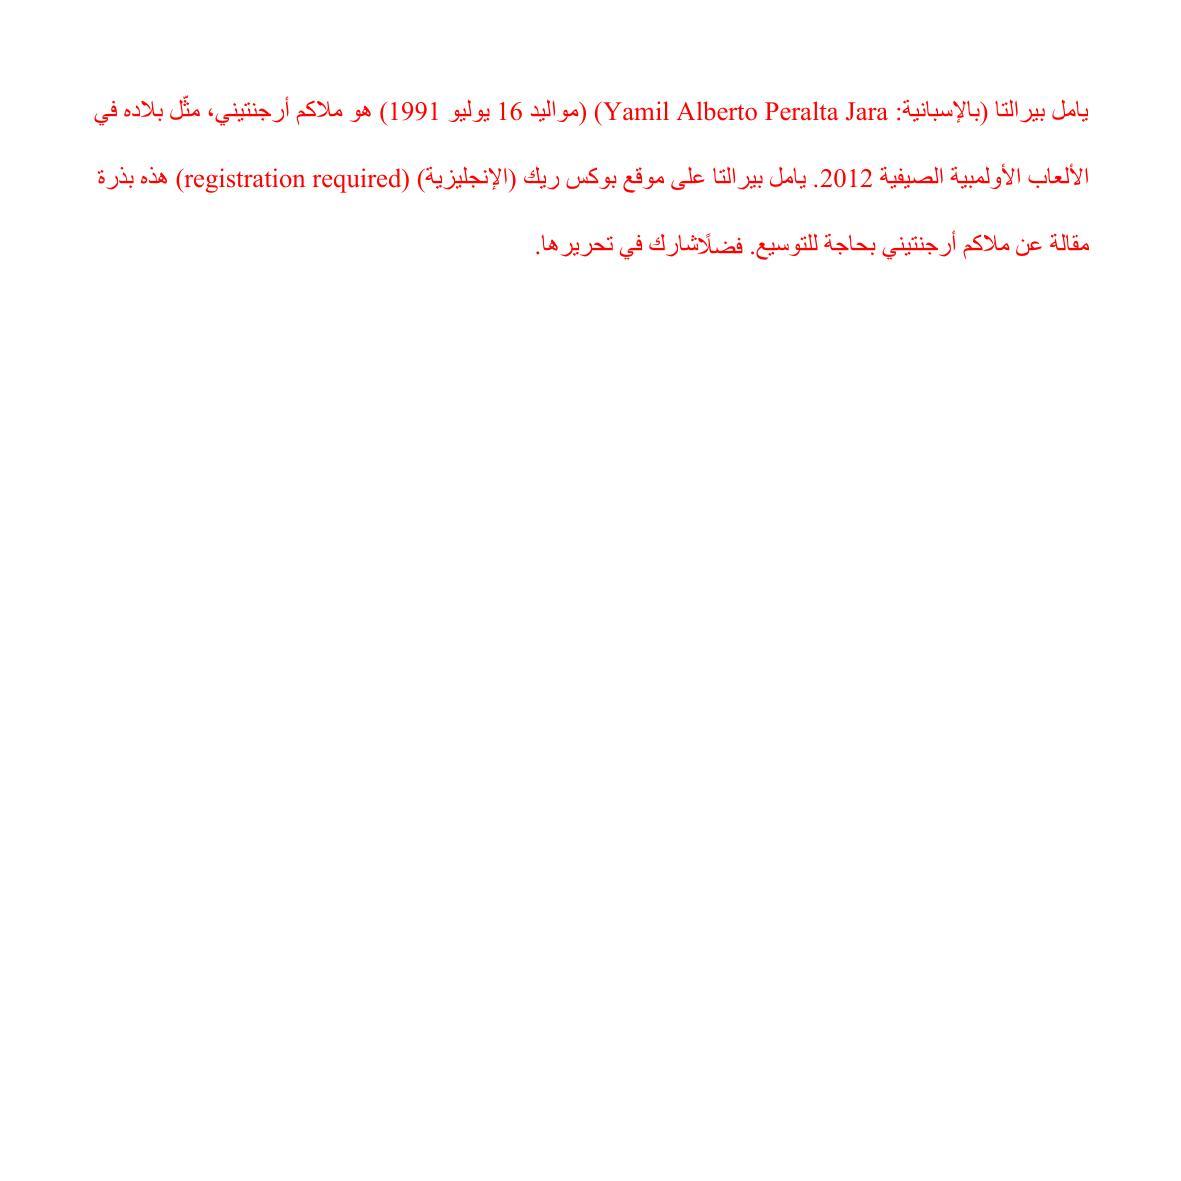 يامل بيرالتا (بالإسبانية: Yamil Alberto Peralta Jara) (مواليد 16 يوليو 1991) هو ملاكم أرجنتيني، مثّل بلاده في
الألعاب الأولمبية الصيفية 2012. يامل بيرالتا على موقع بوكس ريك (الإنجليزية) (registration required) هذه بذرة
مقالة عن ملاكم أرجنتيني بحاجة للتوسيع. فضلًاشارك في تحريرها.